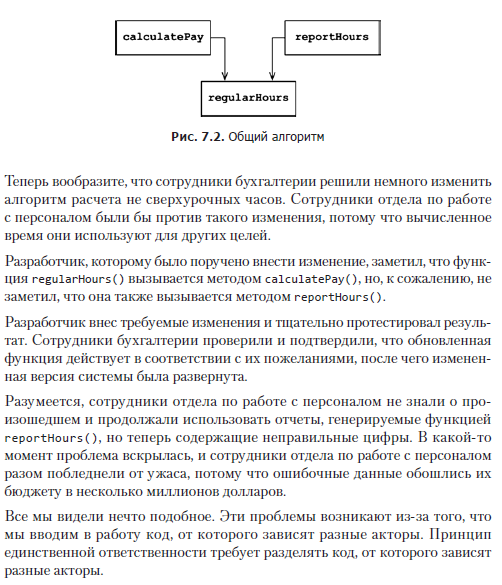 calculatePay
reportHours
regularHours
Рис. 7.2. Общий алгоритм
Теперь вообразите, что сотрудники бухгалтерии решили немного изменить
алгоритм расчета не сверхурочных часов. Сотрудники отдела по работе
с персоналом были бы против такого изменения, потому что вычисленное
время они используют для других целей.
Разработчик, которому было поручено внести изменение, заметил, что функ-
ция regularHours() вызывается методом calculatePay(), но, к сожалению, не
заметил, что она также вызывается методом reportHours().
Разработчик внес требуемые изменения и тщательно протестировал резуль-
тат. Сотрудники бухгалтерии проверили и подтвердили, что обновленная
функция действует в соответствии с их пожеланиями, после чего изменен-
ная версия системы была развернута.
Разумеется, сотрудники отдела по работе с персоналом не знали о про-
изошедшем и продолжали использовать отчеты, генерируемые функцией
reportHours(), но теперь содержащие неправильные цифры. В какой-то
момент проблема вскрылась, и сотрудники отдела по работе с персоналом
разом побледнели от ужаса, потому что ошибочные данные обошлись их
бюджету в несколько миллионов долларов.
Все мы видели нечто подобное. Эти проблемы возникают из-за того, что
мы вводим в работу код, от которого зависят разные акторы. Принцип
единственной ответственности требует разделять код, от которого зависят
разные акторы.